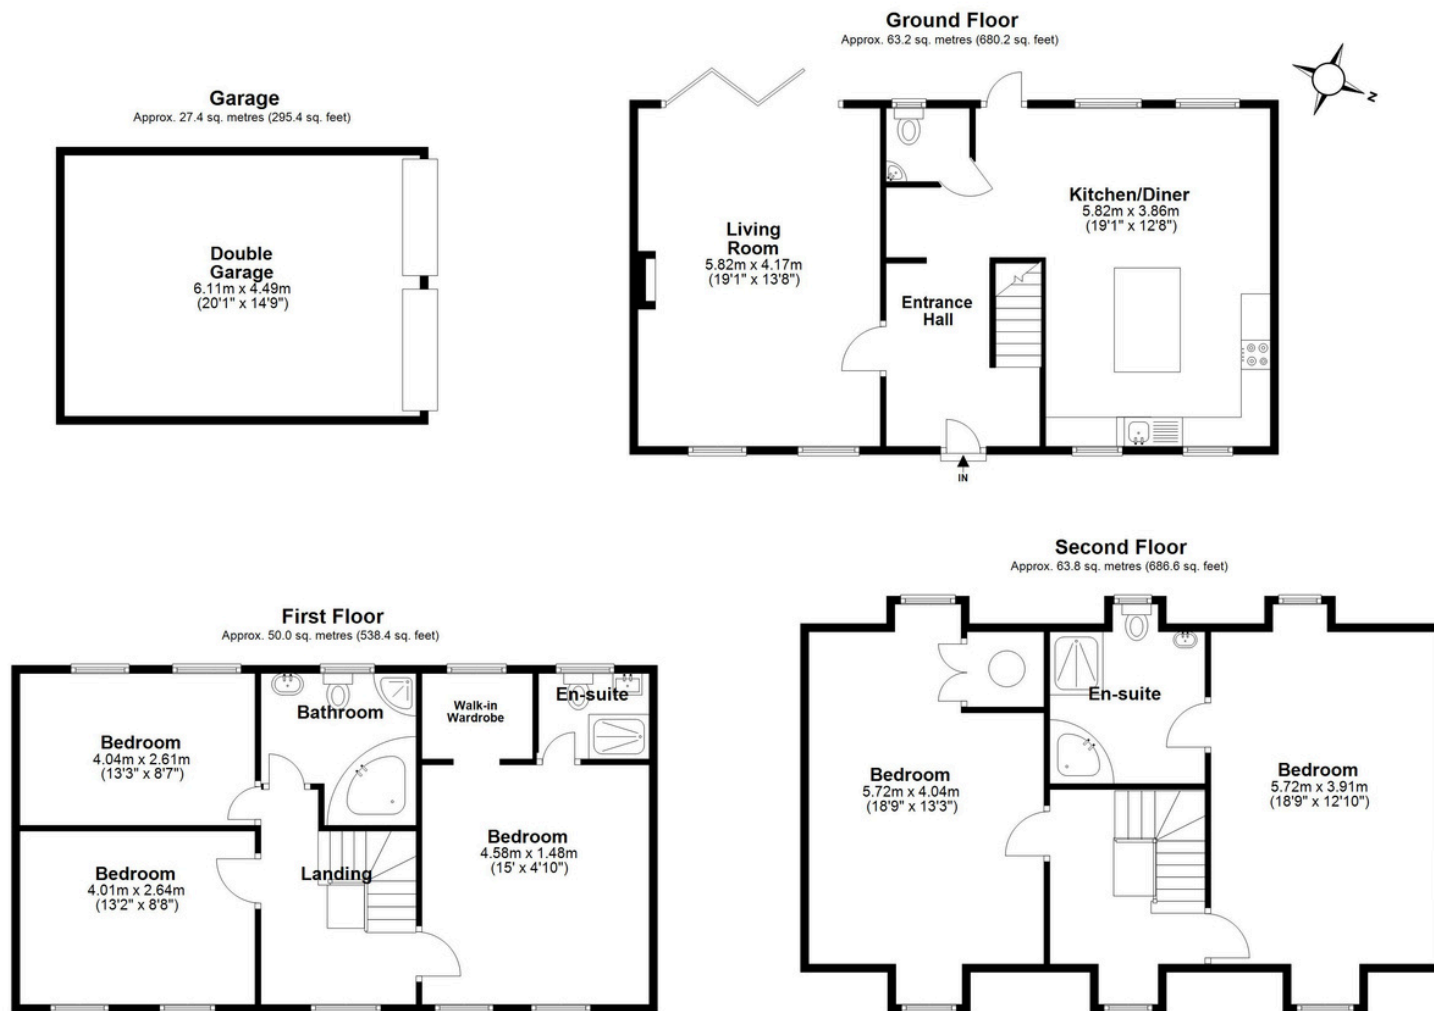 Ground Floor
Approx. 63.2 sq. metres (680.2 sq. feet)
N
Garage
Approx. 27.4 sq. metres (295.4 sq. feet)
Double
Garage
6.11m x 4.49m
(20'1" x 14'9")
Living
Room
5.82m x 4.17m
(19'1" x 13'8")
Kitchen/Diner
5.82m x 3.86m
(19'1" x 12'8")
Entrance
Hall
IN
First Floor
Approx. 50.0 sq. metres (538.4 sq. feet)
Bedroom
4.04m x 2.61m
(13'3" x 8'7")
Bathroom
Walk-in
Wardrobe
En-suite
Bedroom
4.01m x 2.64m
(13'2" x 8'8")
Landing
Bedroom
4.58m x 1.48m
(15' x 4'10")
Second Floor
Approx. 63.8 sq. metres (686.6 sq. feet)
Bedroom
5.72m x 4.04m
(18'9" x 13'3")
En-suite
Bedroom
5.72m x 3.91m
(18'9" x 12'10")